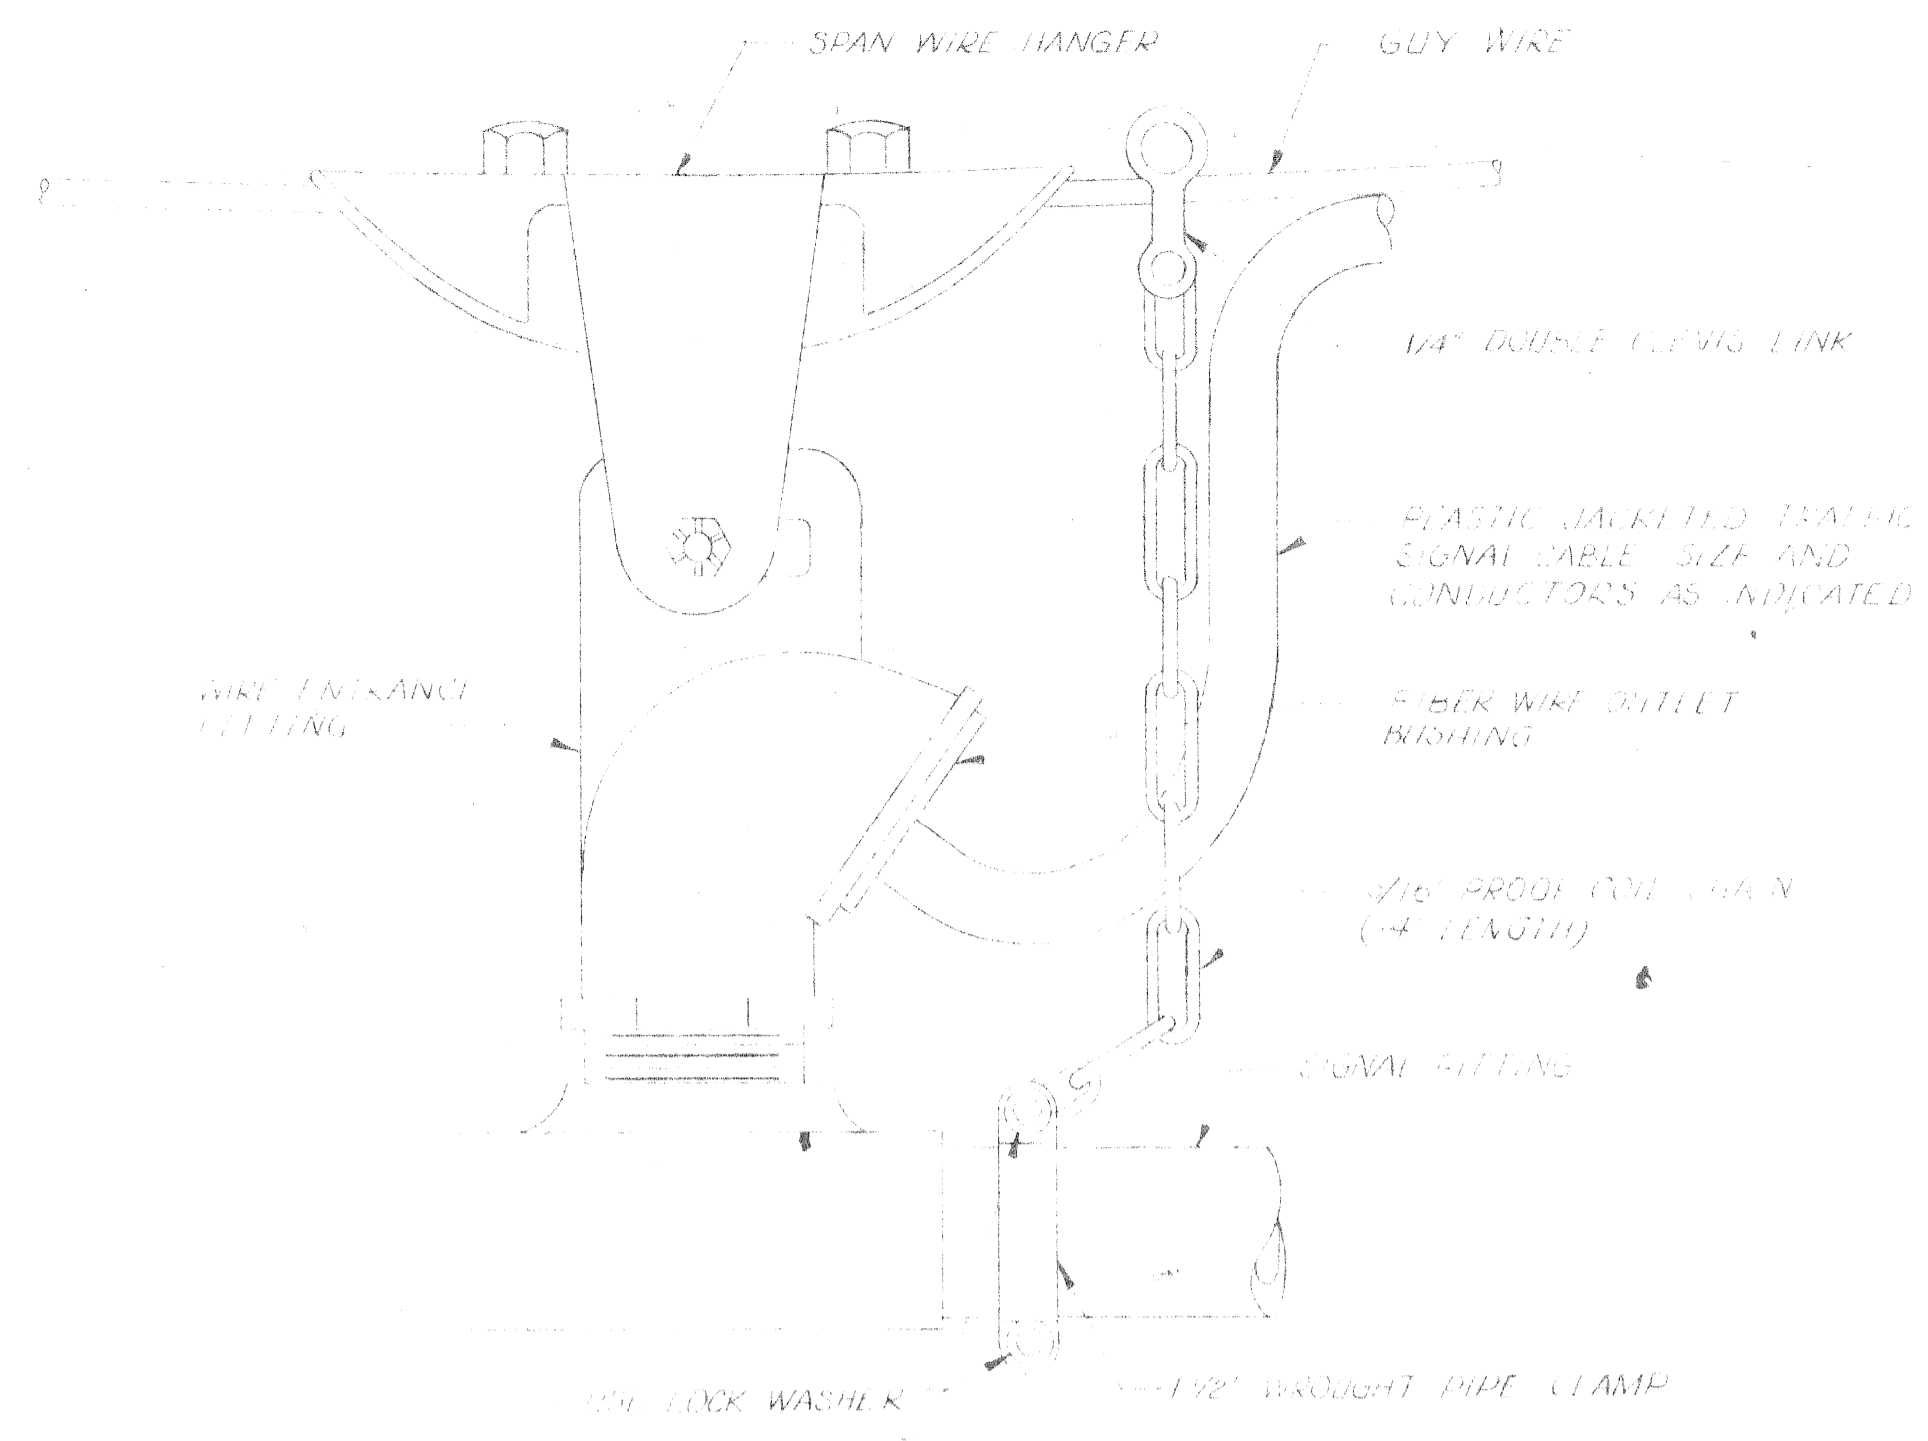 SPAN WIRE HANGER
GUY WIRE
1/4" DOUBLE CLEVIS LINK
PLASTIC JACKETED TRAFFIC
SIGNAL CABLE SIZE AND
CONDUCTORS AS INDICATED
WIRE ENTRANCE
FITTING
FIBER WIRE OUTLET
BUSHING
PROOF COIL CHAIN
LENGTH)
SIGNAL FITTING
USE LOCK WASHER
1 1/2" WROUGHT PIPE CLAMP